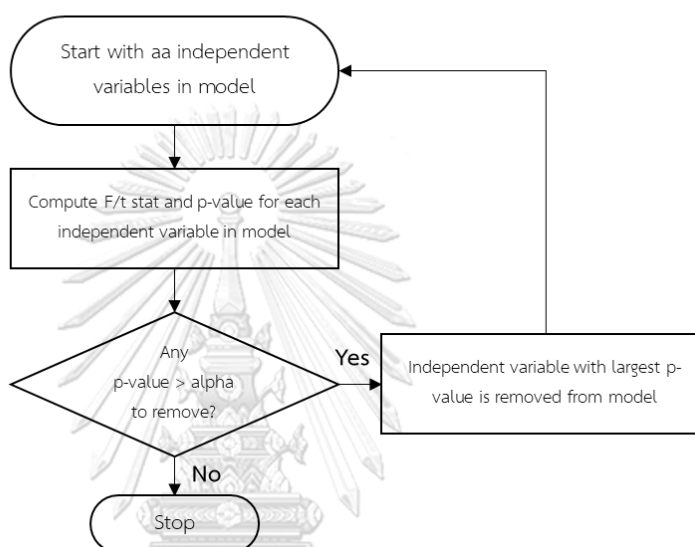 Start with aa independent
variables in model
Compute F/t stat and p-value for each
independent variable in model
Any
p-value > alpha
to remove?
Yes
Independent variable with largest p-
value is removed from model
No
Stop